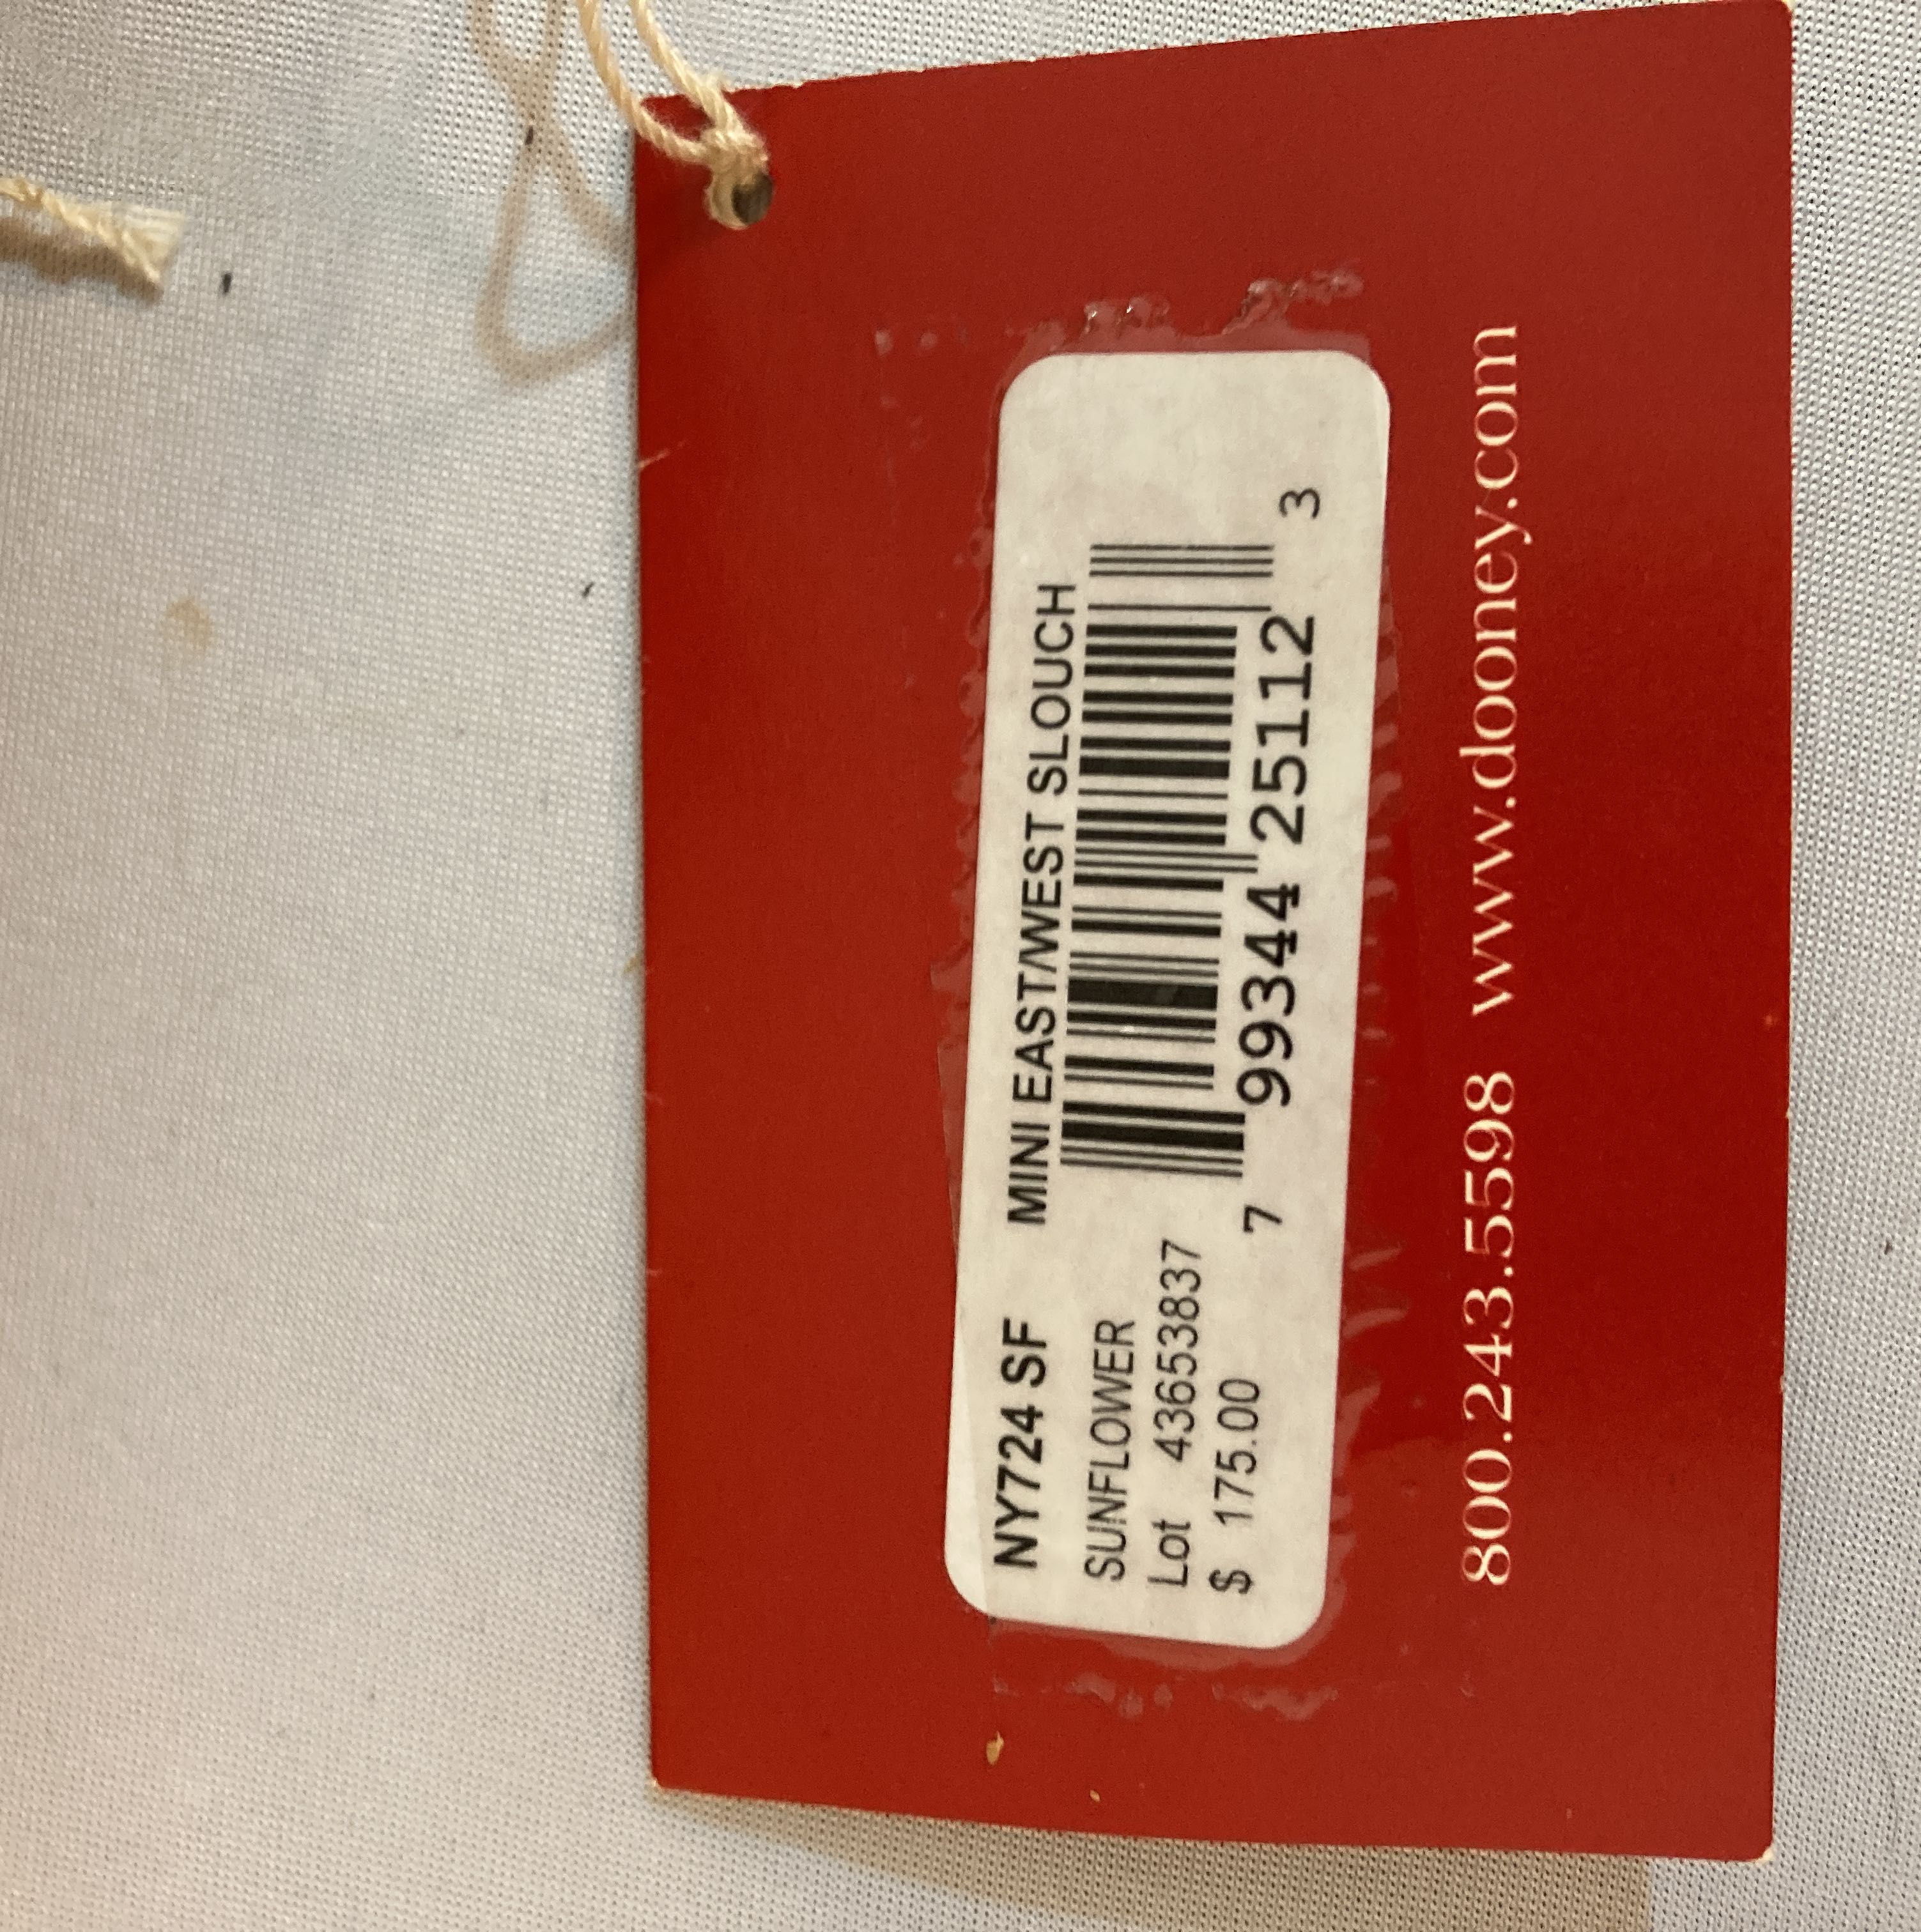 NY724 SF MINI EAST/WEST SLOUCH
SUNFLOWER
Lot 43653837
$ 175.00
7 99344 25112 3
800.243.5598 www.dooney.com